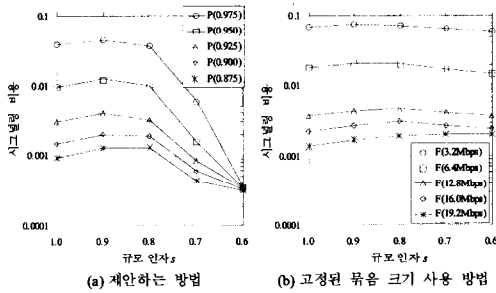 0.1
0.01
0.001
0.0001
시그널링 비용
P(0.975)
P(0.950)
P(0.925)
P(0.900)
P(0.875)
1.0 0.9 0.8 0.7 0.6
규모 인자 s
(a) 제안하는 방법
0.1
0.01
0.001
0.0001
시그널링 비용
F(3.2Mbps)
F(6.4Mbps)
F(12.8Mbps)
F(16.0Mbps)
F(19.2Mbps)
1.0 0.9 0.8 0.7 0.6
규모 인자 s
(b) 고정된 묶음 크기 사용 방법